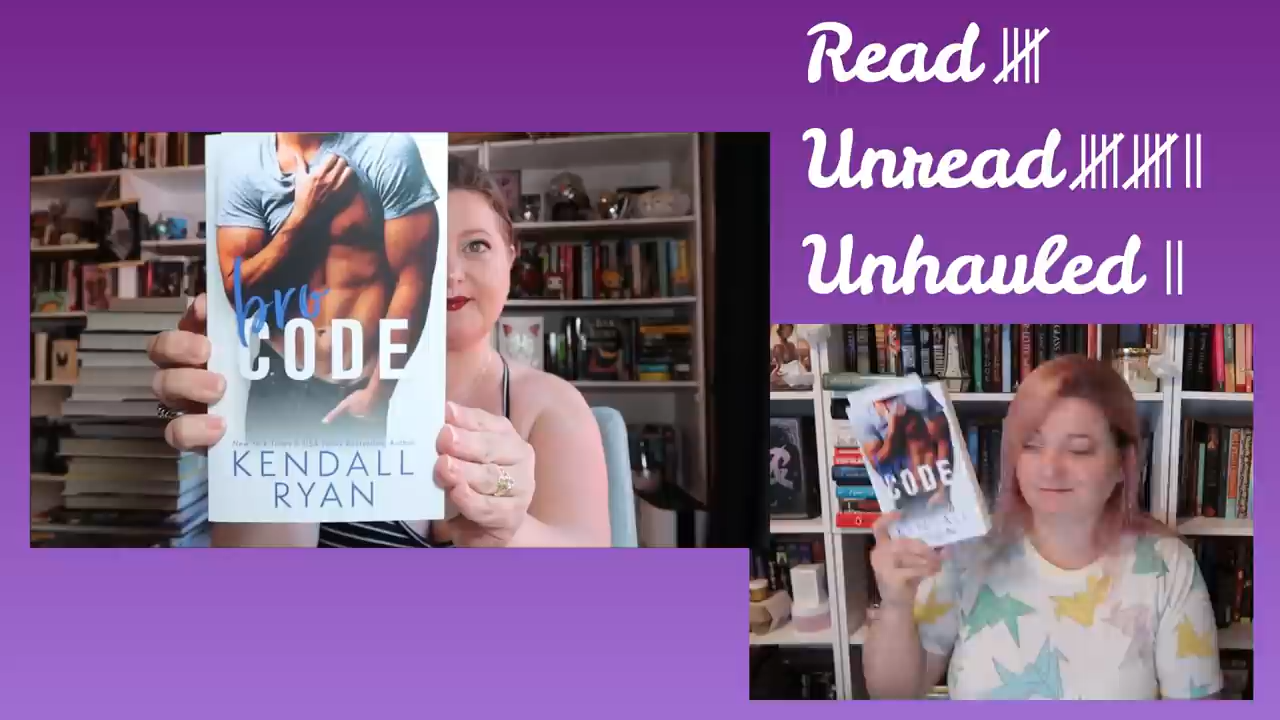 Read
Unread
Unhauled
bro
CODE
New York Times & USA Today Bestselling Author
KENDALL
RYAN
CODE